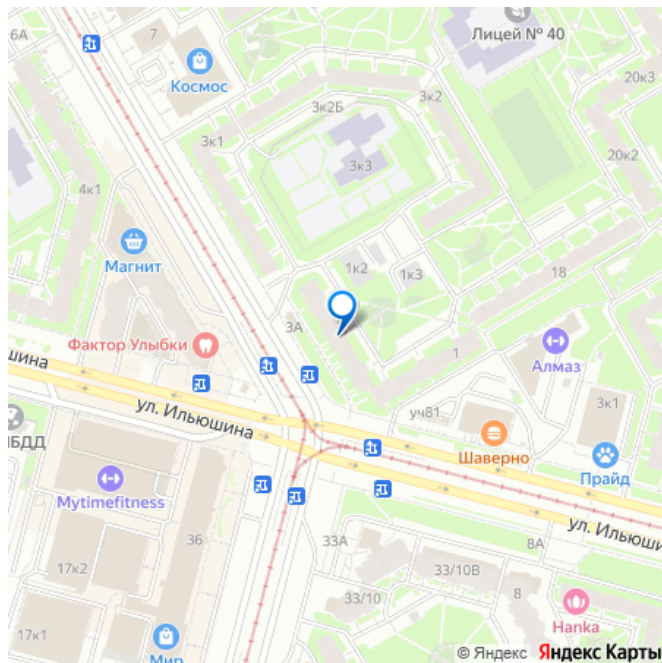 6А
7
Лицей № 40
Космос
3к2Б
3к2
20к3
3к1
3к3
20к2
4к1
Магнит
1к2
1к3
18
3А
Фактор Улыбки
1
Алмаз
шина
ул. Ильюшина
уч81
3к1
ИБДД
Шаверно
Прайд
Mytimefitness
ул. Ильюши
36
33А
8А
17к2
33/10В
33/10
8
Hanka
17к1
Мир
© Яндекс Яндекс Карты